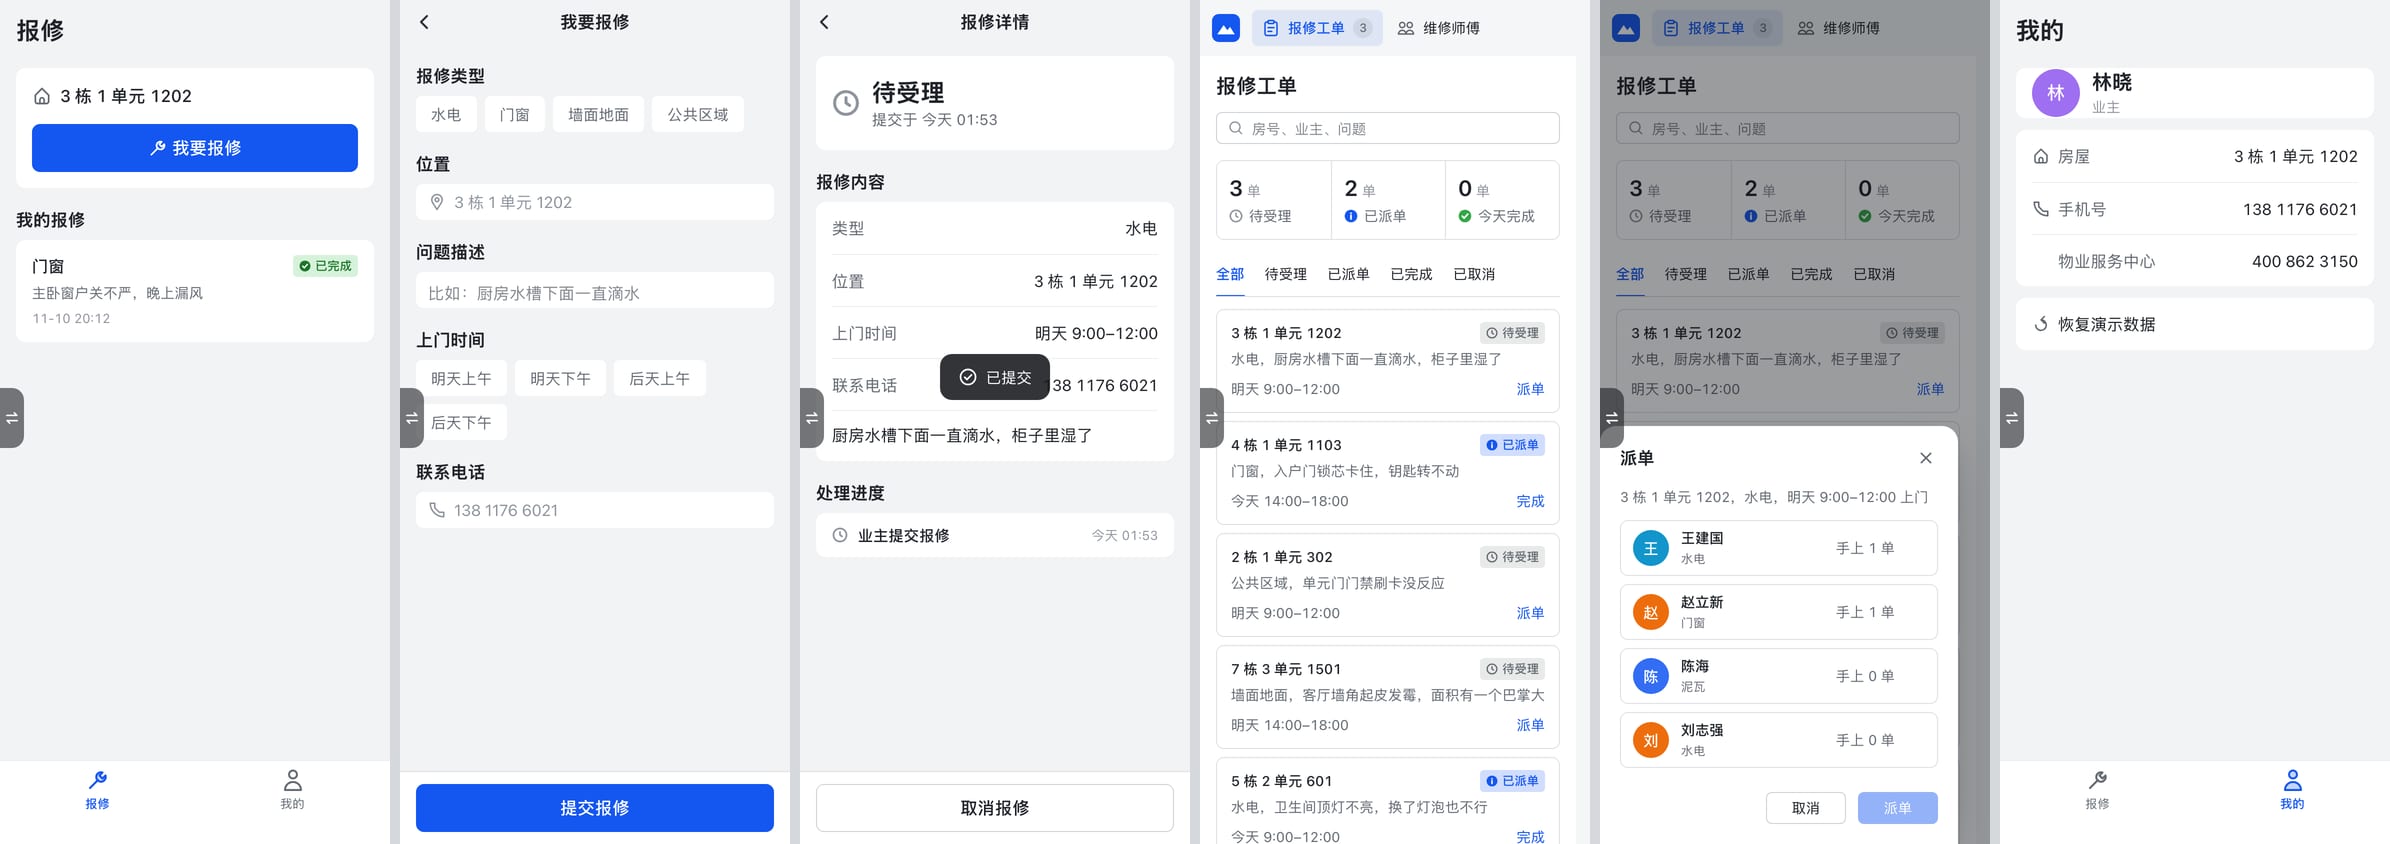 报修
3 栋 1 单元 1202
我要报修
我的报修
门窗
已完成
主卧窗户关不严，晚上漏风
11-10 20:12
报修
我的
我要报修
报修类型
水电
门窗
墙面地面
公共区域
位置
3 栋 1 单元 1202
问题描述
比如：厨房水槽下面一直滴水
上门时间
明天上午
明天下午
后天上午
后天下午
联系电话
138 1176 6021
提交报修
报修详情
待受理
提交于 今天 01:53
报修内容
类型
水电
位置
3 栋 1 单元 1202
上门时间
明天 9:00–12:00
联系电话
138 1176 6021
已提交
厨房水槽下面一直滴水，柜子里湿了
处理进度
业主提交报修
今天 01:53
取消报修
报修工单 3
维修师傅
报修工单
房号、业主、问题
3 单
待受理
2 单
已派单
0 单
今天完成
全部
待受理
已派单
已完成
已取消
3 栋 1 单元 1202
待受理
水电，厨房水槽下面一直滴水，柜子里湿了
明天 9:00–12:00
派单
4 栋 1 单元 1103
已派单
门窗，入户门锁芯卡住，钥匙转不动
今天 14:00–18:00
完成
2 栋 1 单元 302
待受理
公共区域，单元门门禁刷卡没反应
明天 9:00–12:00
派单
7 栋 3 单元 1501
待受理
墙面地面，客厅墙角起皮发霉，面积有一个巴掌大
明天 14:00–18:00
派单
5 栋 2 单元 601
已派单
水电，卫生间顶灯不亮，换了灯泡也不行
今天 9:00–12:00
完成
报修工单 3
维修师傅
报修工单
房号、业主、问题
3 单
待受理
2 单
已派单
0 单
今天完成
全部
待受理
已派单
已完成
已取消
3 栋 1 单元 1202
待受理
水电，厨房水槽下面一直滴水，柜子里湿了
明天 9:00–12:00
派单
派单
3 栋 1 单元 1202，水电，明天 9:00–12:00 上门
王
王建国
水电
手上 1 单
赵
赵立新
门窗
手上 1 单
陈
陈海
泥瓦
手上 0 单
刘
刘志强
水电
手上 0 单
取消
派单
我的
林
林晓
业主
房屋
3 栋 1 单元 1202
手机号
138 1176 6021
物业服务中心
400 862 3150
恢复演示数据
报修
我的